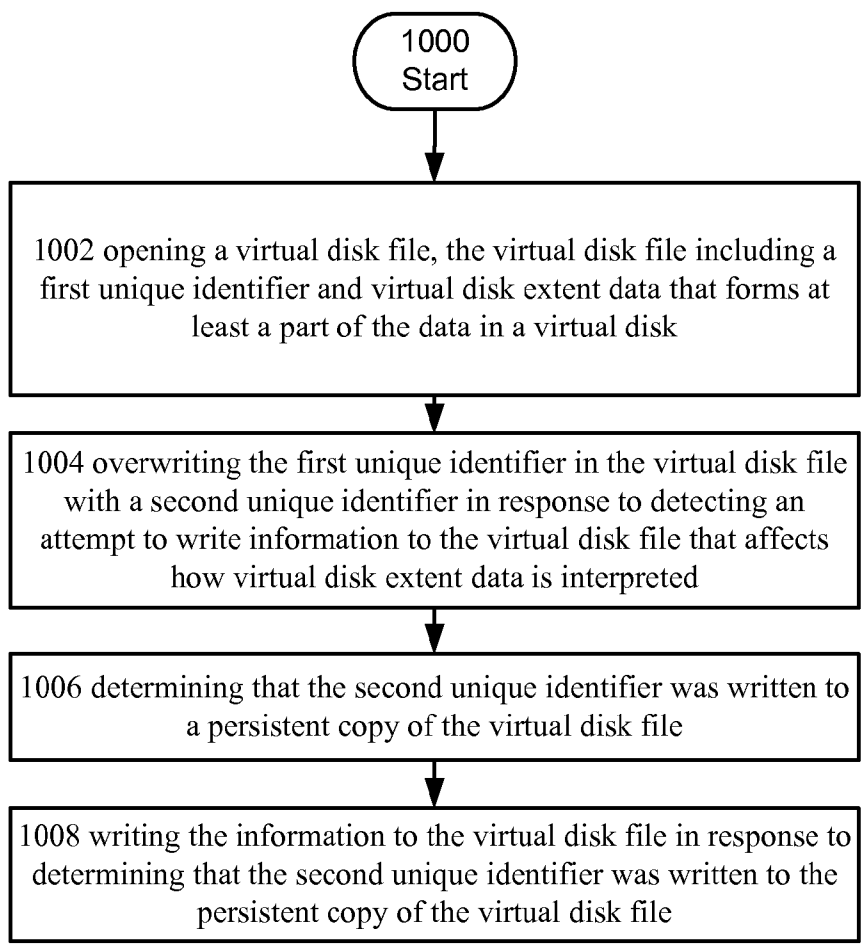 1000
Start
1002 opening a virtual disk file, the virtual disk file including a
first unique identifier and virtual disk extent data that forms at
least a part of the data in a virtual disk
1004 overwriting the first unique identifier in the virtual disk file
with a second unique identifier in response to detecting an
attempt to write information to the virtual disk file that affects
how virtual disk extent data is interpreted
1006 determining that the second unique identifier was written to
a persistent copy of the virtual disk file
1008 writing the information to the virtual disk file in response to
determining that the second unique identifier was written to the
persistent copy of the virtual disk file